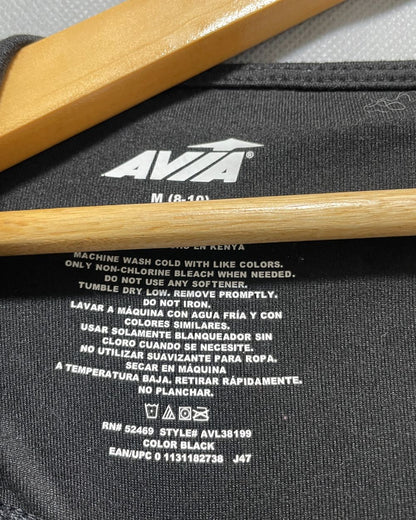 AVIA®
M (8-10)
EN KENYA
MACHINE WASH COLD WITH LIKE COLORS.
ONLY NON-CHLORINE BLEACH WHEN NEEDED.
DO NOT USE ANY SOFTENER.
TUMBLE DRY LOW. REMOVE PROMPTLY.
DO NOT IRON.
LAVAR A MÁQUINA CON AGUA FRÍA Y CON
COLORES SIMILARES.
USAR SOLAMENTE BLANQUEADOR SIN
CLORO CUANDO SE NECESITE.
NO UTILIZAR SUAVIZANTE PARA ROPA.
SECAR EN MÁQUINA
A TEMPERATURA BAJA. RETIRAR RÁPIDAMENTE.
NO PLANCHAR.
RN# 52469 STYLE# AVL38199
COLOR BLACK
EAN/UPC 0 1131182738 J47